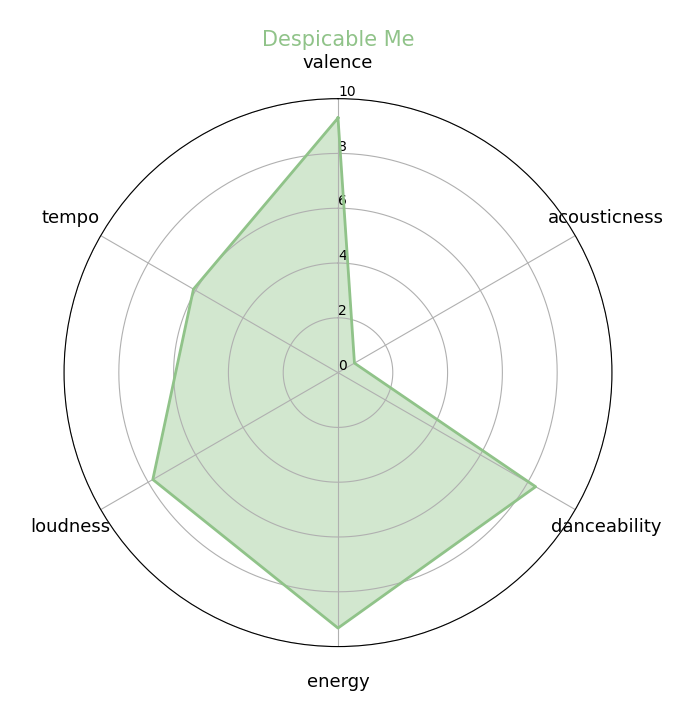 Despicable Me
valence
10
8
tempo
6
acousticness
4
2
0
loudness
danceability
energy